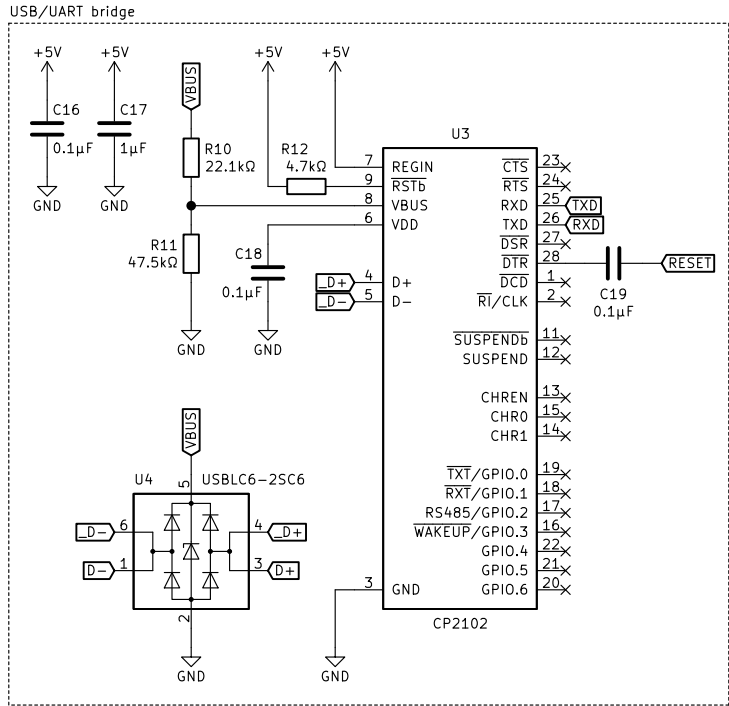 USB/UART bridge
+5V
+5V
VBUS
+5V
+5V
C16
0.1µF
C17
1µF
GND
GND
R10
22.1kΩ
R12
4.7kΩ
R11
47.5kΩ
GND
C18
0.1µF
GND
U3
7 REGIN
9 RSTb
8 VBUS
6 VDD
_D+ 4 D+
_D- 5 D-
3 GND
GND
CTS 23
RTS 24
RXD 25 TXD
TXD 26 RXD
DSR 27
DTR 28
RESET
C19
0.1µF
DCD 1
RI/CLK 2
SUSPENDb 11
SUSPEND 12
CHREN 13
CHR0 15
CHR1 14
TXT/GPIO.0 19
RXT/GPIO.1 18
RS485/GPIO.2 17
WAKEUP/GPIO.3 16
GPIO.4 22
GPIO.5 21
GPIO.6 20
CP2102
VBUS
U4
5
USBLC6-2SC6
_D- 6
4 _D+
D- 1
3 D+
2
GND